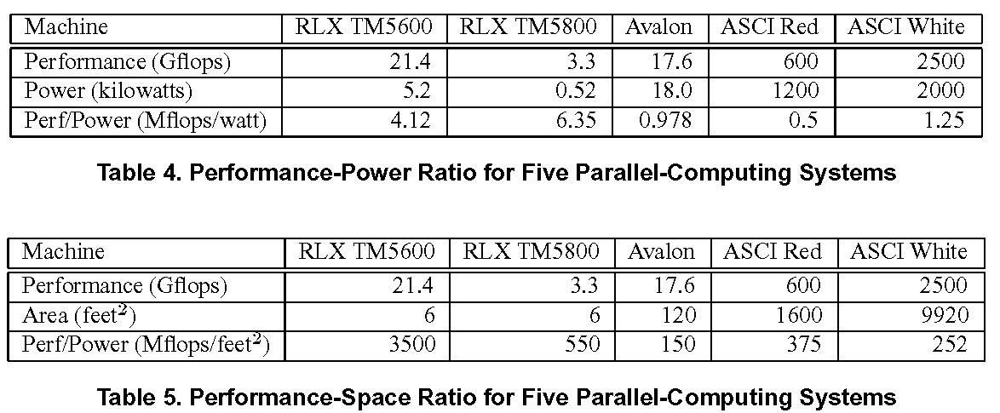 Machine RLX TM5600 RLX TM5800 Avalon ASCI Red ASCI White
Performance (Gflops) 21.4 3.3 17.6 600 2500
Power (kilowatts) 5.2 0.52 18.0 1200 2000
Perf/Power (Mflops/watt) 4.12 6.35 0.978 0.5 1.25
Table 4. Performance-Power Ratio for Five Parallel-Computing Systems
Machine RLX TM5600 RLX TM5800 Avalon ASCI Red ASCI White
Performance (Gflops) 21.4 3.3 17.6 600 2500
Area (feet²) 6 6 120 1600 9920
Perf/Power (Mflops/feet²) 3500 550 150 375 252
Table 5. Performance-Space Ratio for Five Parallel-Computing Systems